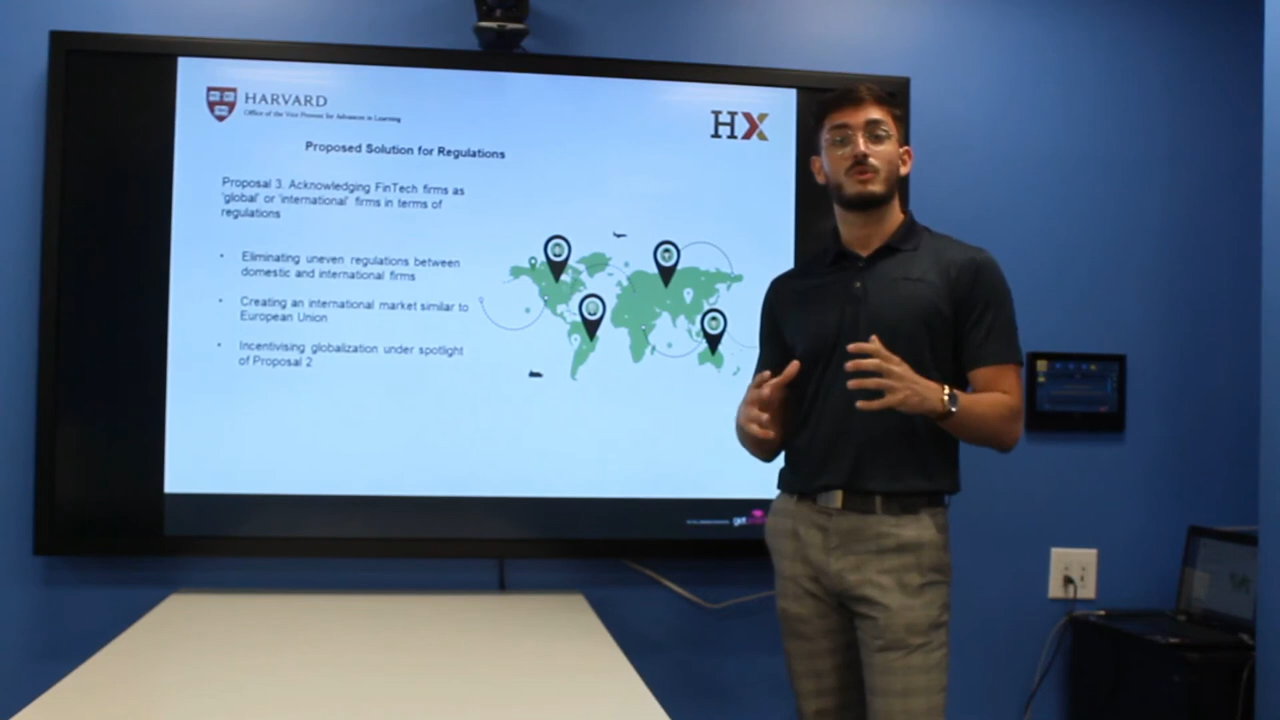 HARVARD
Office of the Vice Provost for Advances in Learning
HX
Proposed Solution for Regulations
Proposal 3. Acknowledging FinTech firms as
'global' or 'international' firms in terms of
regulations
• Eliminating uneven regulations between
domestic and international firms
• Creating an international market similar to
European Union
• Incentivising globalization under spotlight
of Proposal 2
get